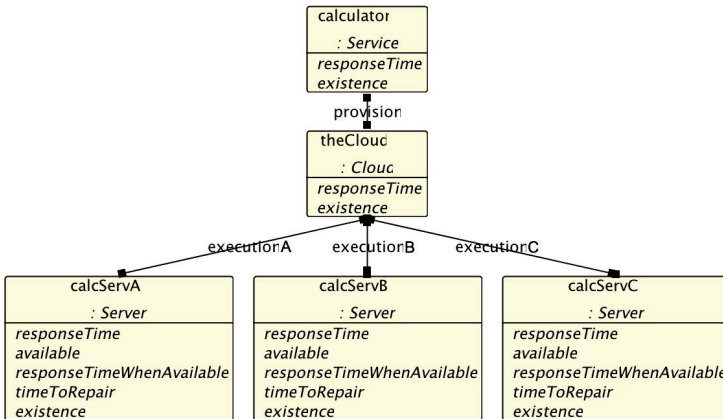 calculator
: Service
responseTime
existence
provision
theCloud
: Cloud
responseTime
existence
executionA
executionB
executionC
calcServA
: Server
responseTime
available
responseTimeWhenAvailable
timeToRepair
existence
calcServB
: Server
responseTime
available
responseTimeWhenAvailable
timeToRepair
existence
calcServC
: Server
responseTime
available
responseTimeWhenAvailable
timeToRepair
existence